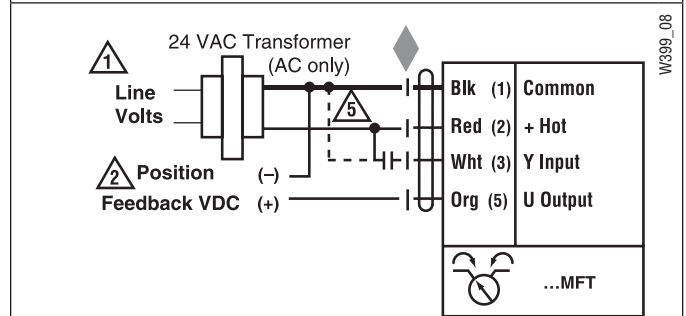 W399_08
24 VAC Transformer
(AC only)
1
Line
Volts
5
Blk (1) Common
Red (2) + Hot
Wht (3) Y Input
2 Position (–)
Feedback VDC (+)
Org (5) U Output
...MFT